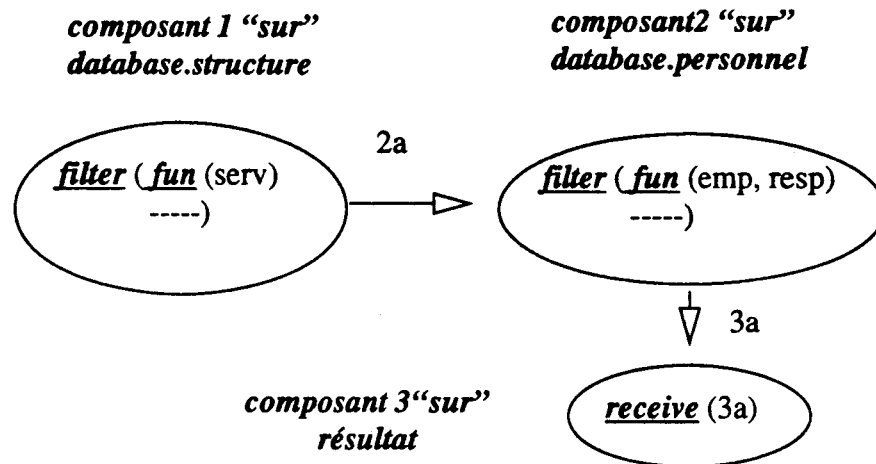 composant 1 “sur”
database.structure
composant2 “sur”
database.personnel
filter ( fun (serv)
-----)
2a
filter ( fun (emp, resp)
-----)
3a
composant 3“sur”
résultat
receive (3a)